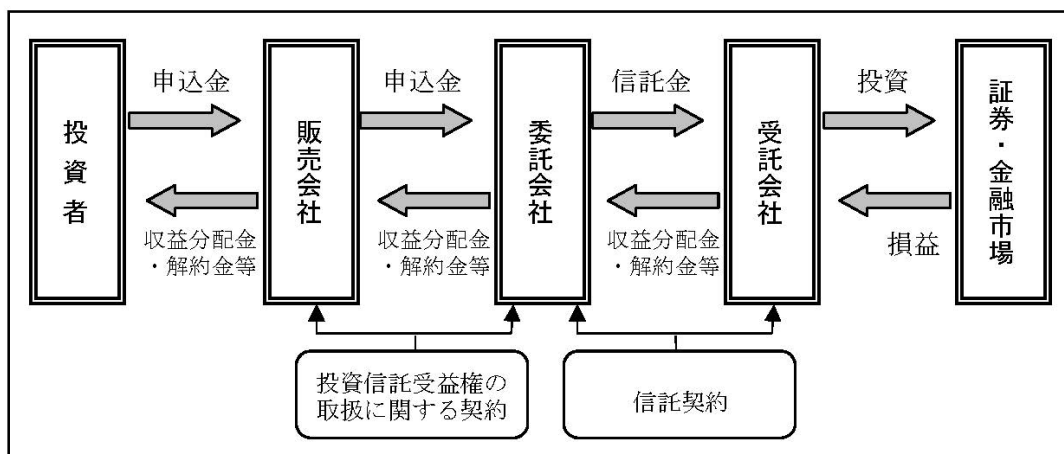 投資者
申込金
収益分配金
・解約金等
販売会社
申込金
収益分配金
・解約金等
委託会社
信託金
収益分配金
・解約金等
受託会社
投資
損益
証券・金融市場
投資信託受益権の
取扱に関する契約
信託契約